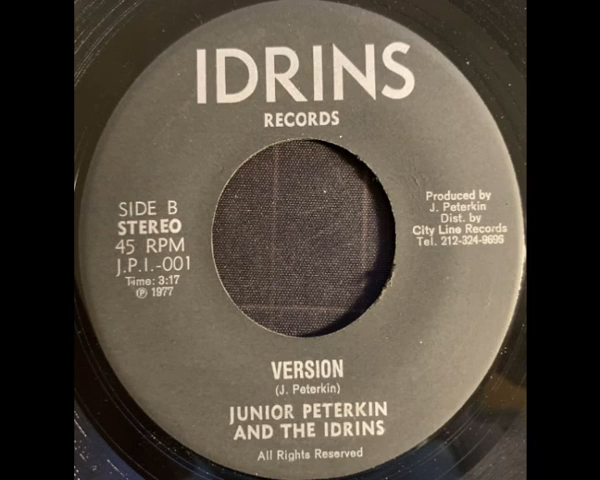 IDRINS
RECORDS
SIDE B
STEREO
45 RPM
J.P.I.-001
Time: 3:17
℗ 1977
Produced by
J. Peterkin
Dist. by
City Line Records
Tel. 212-324-9696
VERSION
(J. Peterkin)
JUNIOR PETERKIN
AND THE IDRINS
All Rights Reserved